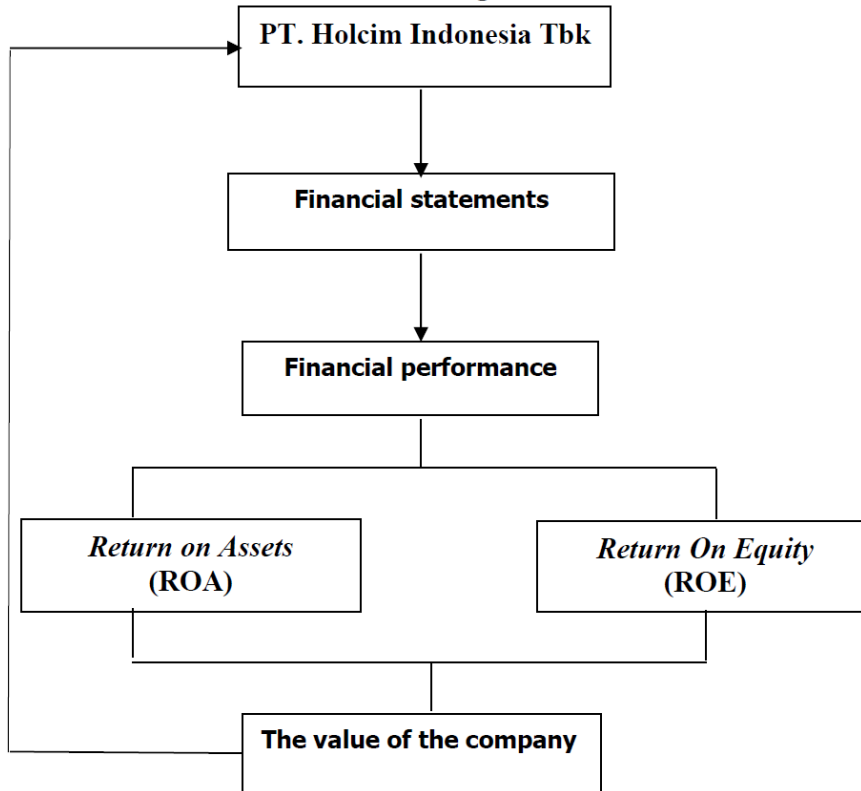 PT. Holcim Indonesia Tbk
Financial statements
Financial performance
Return on Assets
(ROA)
Return On Equity
(ROE)
The value of the company